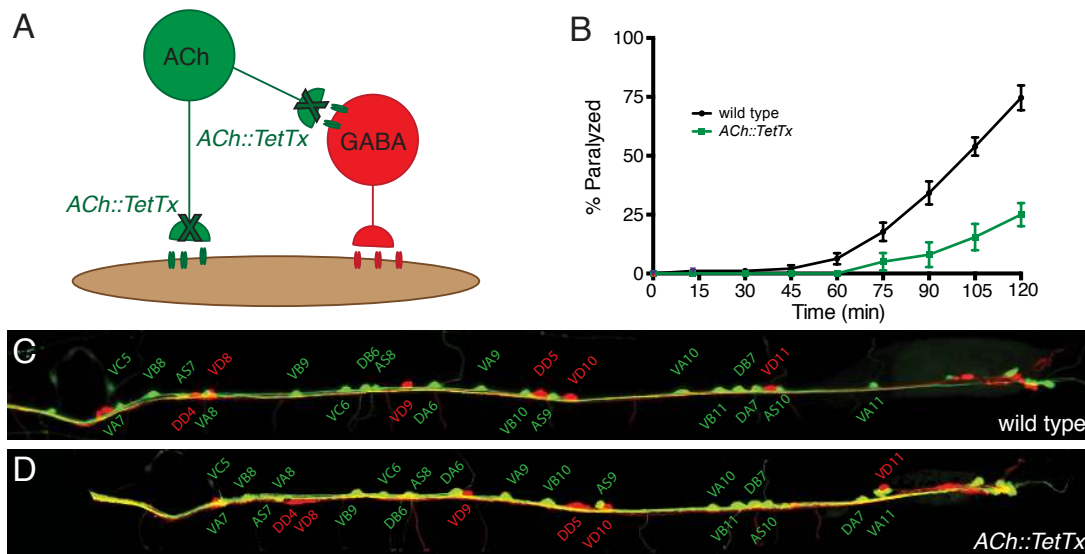 A
ACh
ACh::TetTx
GABA
ACh::TetTx
B
100
75
50
25
0
% Paralyzed
wild type
ACh::TetTx
0 15 30 45 60 75 90 105 120
Time (min)
C
VC5 VB8 AS7 VD8 VB9 DB6 AS8 VA9 DD5 VD10 VA10 DB7 VD11
VA7 DD4 VA8 VC6 VD9 DA6 VB10 AS9 VB11 DA7 AS10 VA11
wild type
D
VC5 VB8 VA8 VC6 AS8 DA6 VA9 VB10 AS9 VA10 DB7 VD11
VA7 AS7 DD4 VD8 VB9 DB6 VD9 DD5 VD10 VB11 AS10 DA7 VA11
ACh::TetTx